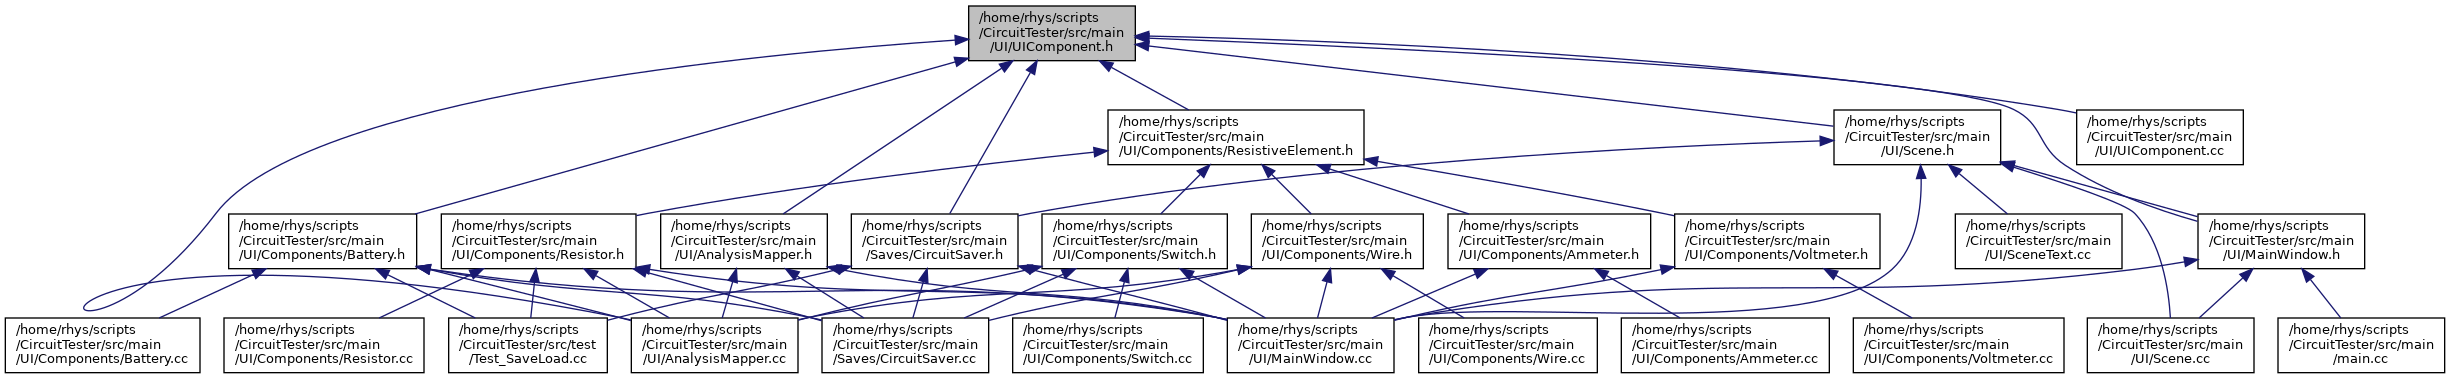 /home/rhys/scripts
/CircuitTester/src/main
/UI/UIComponent.h
/home/rhys/scripts
/CircuitTester/src/main
/UI/Components/ResistiveElement.h
/home/rhys/scripts
/CircuitTester/src/main
/UI/Scene.h
/home/rhys/scripts
/CircuitTester/src/main
/UI/UIComponent.cc
/home/rhys/scripts
/CircuitTester/src/main
/UI/Components/Battery.h
/home/rhys/scripts
/CircuitTester/src/main
/UI/Components/Resistor.h
/home/rhys/scripts
/CircuitTester/src/main
/UI/AnalysisMapper.h
/home/rhys/scripts
/CircuitTester/src/main
/Saves/CircuitSaver.h
/home/rhys/scripts
/CircuitTester/src/main
/UI/Components/Switch.h
/home/rhys/scripts
/CircuitTester/src/main
/UI/Components/Wire.h
/home/rhys/scripts
/CircuitTester/src/main
/UI/Components/Ammeter.h
/home/rhys/scripts
/CircuitTester/src/main
/UI/Components/Voltmeter.h
/home/rhys/scripts
/CircuitTester/src/main
/UI/SceneText.cc
/home/rhys/scripts
/CircuitTester/src/main
/UI/MainWindow.h
/home/rhys/scripts
/CircuitTester/src/main
/UI/Components/Battery.cc
/home/rhys/scripts
/CircuitTester/src/main
/UI/Components/Resistor.cc
/home/rhys/scripts
/CircuitTester/src/test
/Test_SaveLoad.cc
/home/rhys/scripts
/CircuitTester/src/main
/UI/AnalysisMapper.cc
/home/rhys/scripts
/CircuitTester/src/main
/Saves/CircuitSaver.cc
/home/rhys/scripts
/CircuitTester/src/main
/UI/Components/Switch.cc
/home/rhys/scripts
/CircuitTester/src/main
/UI/MainWindow.cc
/home/rhys/scripts
/CircuitTester/src/main
/UI/Components/Wire.cc
/home/rhys/scripts
/CircuitTester/src/main
/UI/Components/Ammeter.cc
/home/rhys/scripts
/CircuitTester/src/main
/UI/Components/Voltmeter.cc
/home/rhys/scripts
/CircuitTester/src/main
/UI/Scene.cc
/home/rhys/scripts
/CircuitTester/src/main
/main.cc